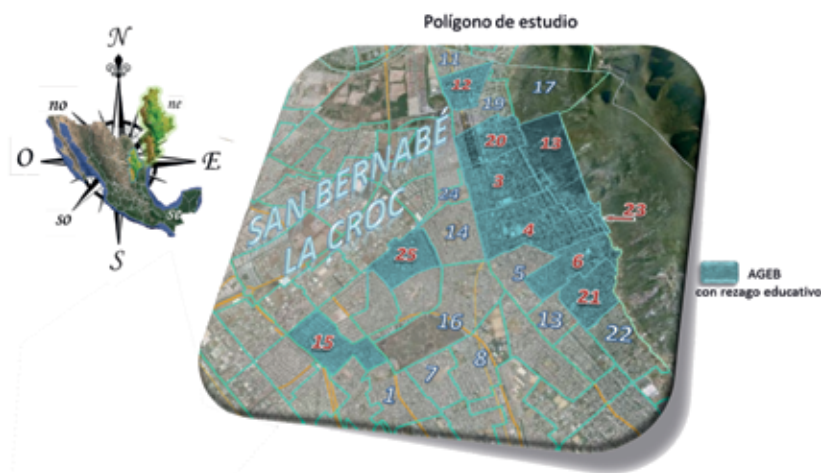 Polígono de estudio
N
no
ne
O
E
so
se
S
11
12
19
17
20
13
3
SAN BERNABÉ
LA CROC
24
23
14
4
25
5
6
21
15
16
13
22
8
7
1
AGEB
con rezago educativo